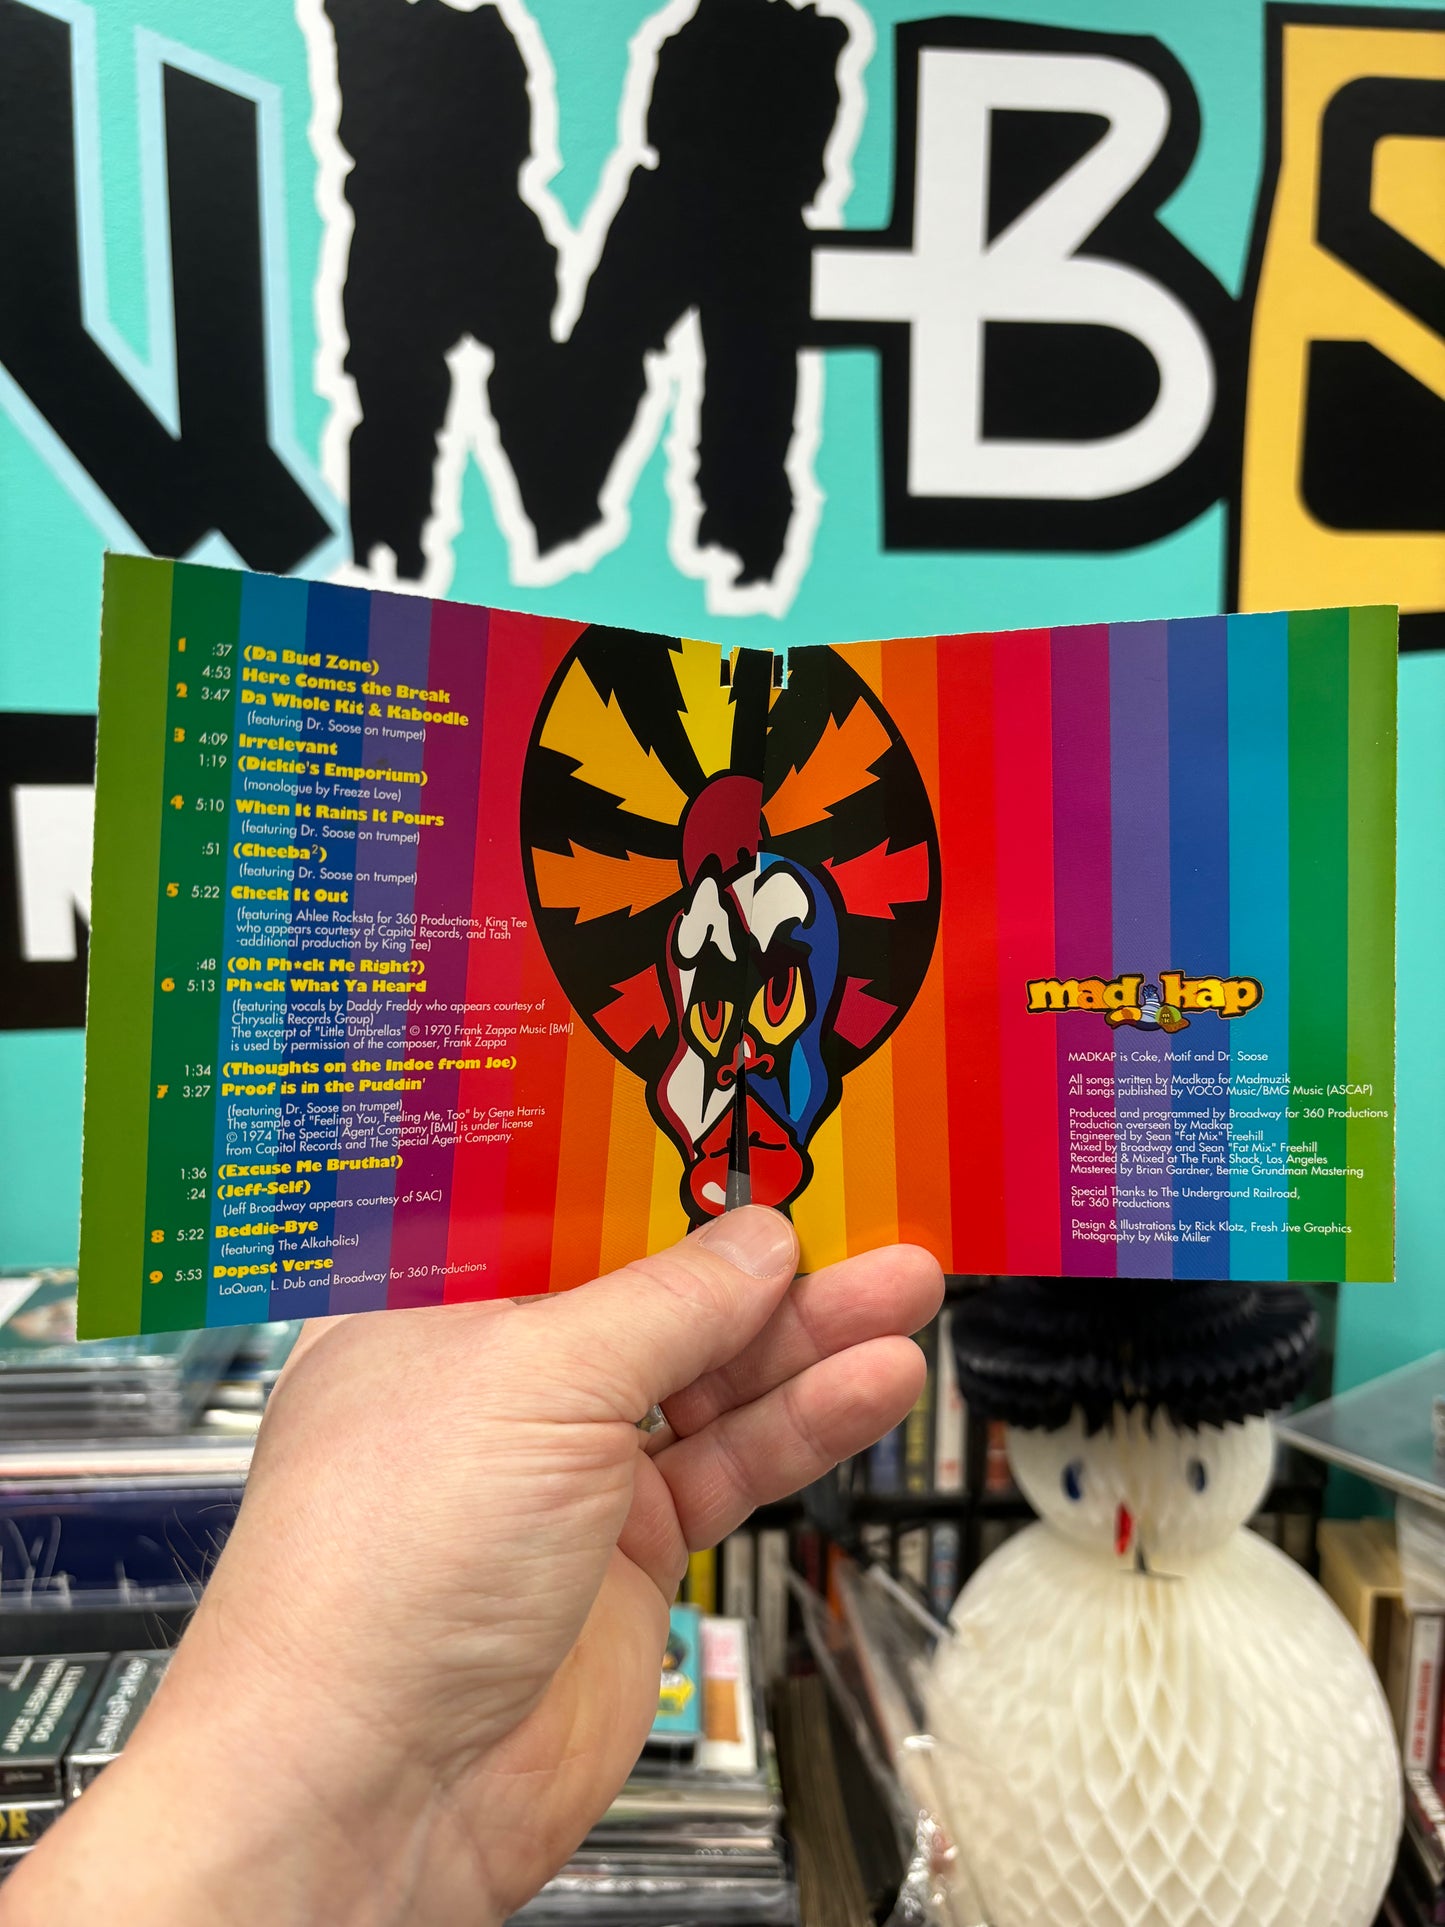 MB
1 :37 (Da Bud Zone)
4:53 Here Comes the Break
2 3:47 Da Whole Kit & Kaboodle
(featuring Dr. Soose on trumpet)
3 4:09 Irrelevant
1:19 (Dickie's Emporium)
(monologue by Freeze Love)
4 5:10 When It Rains It Pours
(featuring Dr. Soose on trumpet)
:51 (Cheeba²)
(featuring Dr. Soose on trumpet)
5 5:22 Check It Out
(featuring Ahlee Rocksta for 360 Productions, King Tee
who appears courtesy of Capitol Records, and Tash
-additional production by King Tee)
:48 (Oh Ph*ck Me Right?)
6 5:13 Ph*ck What Ya Heard
(featuring vocals by Daddy Freddy who appears courtesy of
Chrysalis Records Group)
The excerpt of "Little Umbrellas" © 1970 Frank Zappa Music [BMI]
is used by permission of the composer, Frank Zappa
1:34 (Thoughts on the Indoe from Joe)
7 3:27 Proof is in the Puddin'
(featuring Dr. Soose on trumpet)
The sample of "Feeling You, Feeling Me, Too" by Gene Harris
© 1974 The Special Agent Company [BMI] is under license
from Capitol Records and The Special Agent Company.
1:36 (Excuse Me Brutha!)
:24 (Jeff-Self)
(Jeff Broadway appears courtesy of SAC)
8 5:22 Beddie-Bye
(featuring The Alkaholics)
9 5:53 Dopest Verse
LaQuan, L. Dub and Broadway for 360 Productions
mad kap
MADKAP is Coke, Motif and Dr. Soose
All songs written by Madkap for Madmuzik
All songs published by VOCO Music/BMG Music (ASCAP)
Produced and programmed by Broadway for 360 Productions
Production overseen by Madkap
Engineered by Sean "Fat Mix" Freehill
Mixed by Broadway and Sean "Fat Mix" Freehill
Recorded & Mixed at The Funk Shack, Los Angeles
Mastered by Brian Gardner, Bernie Grundman Mastering
Special Thanks to The Underground Railroad,
for 360 Productions
Design & Illustrations by Rick Klotz, Fresh Jive Graphics
Photography by Mike Miller